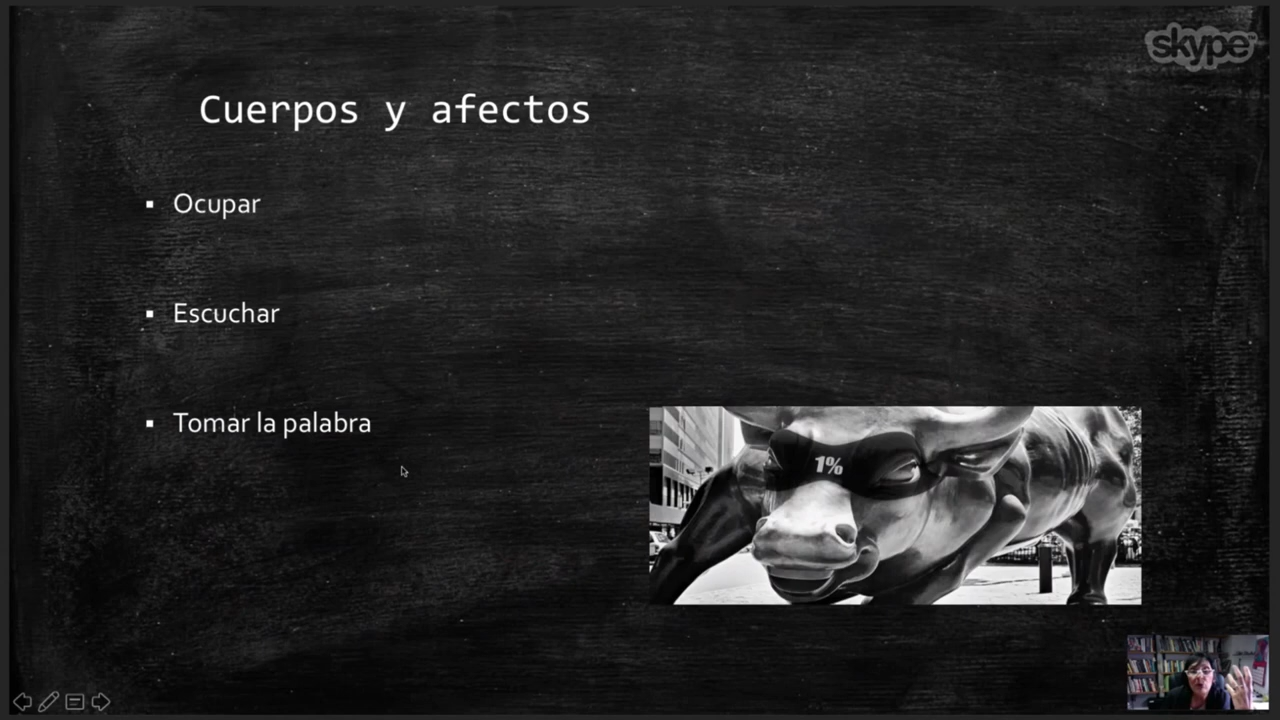 skype
Cuerpos y afectos
Ocupar
Escuchar
Tomar la palabra
1%